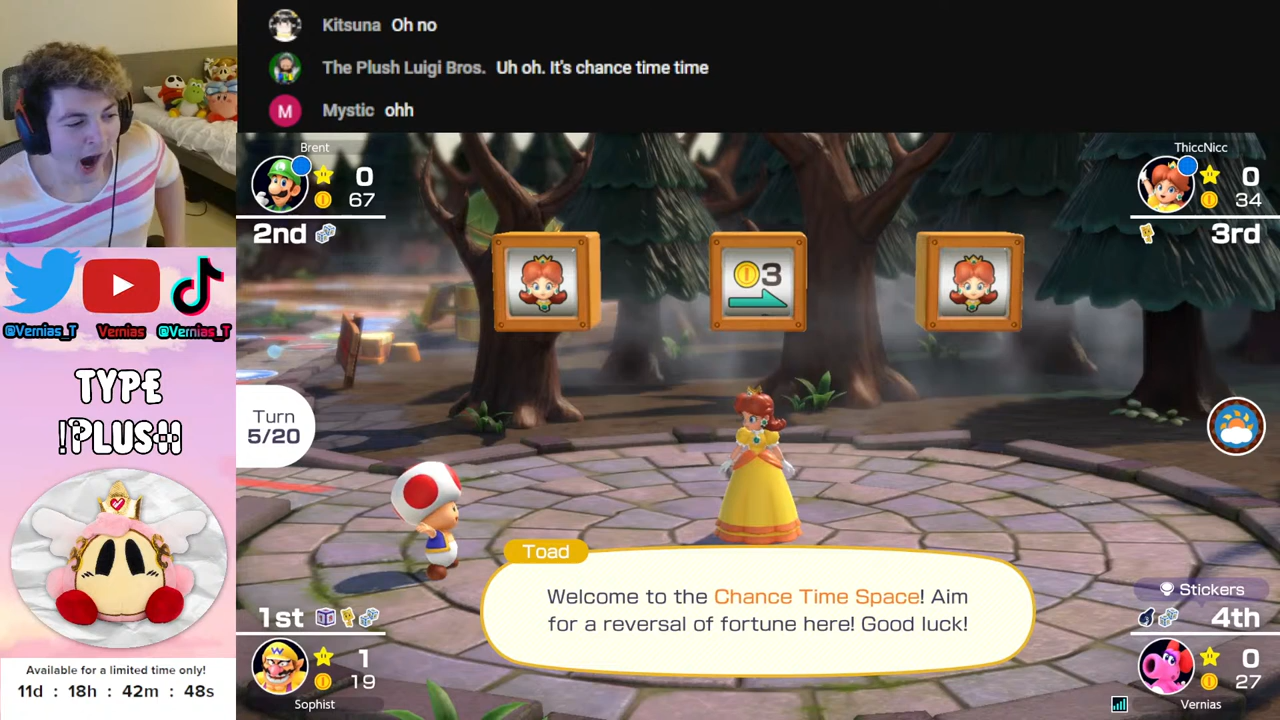 Kitsuna Oh no
The Plush Luigi Bros. Uh oh. It's chance time time
M Mystic ohh
Brent
0
67
2nd
ThiccNicc
0
34
3rd
3
@Vernias_T Vernias @Vernias_T
TYPE
!PLUSH
Turn
5/20
Toad
Welcome to the Chance Time Space! Aim
for a reversal of fortune here! Good luck!
1st
W
1
19
Sophist
Stickers
4th
0
27
Vernias
Available for a limited time only!
11d : 18h : 42m : 48s